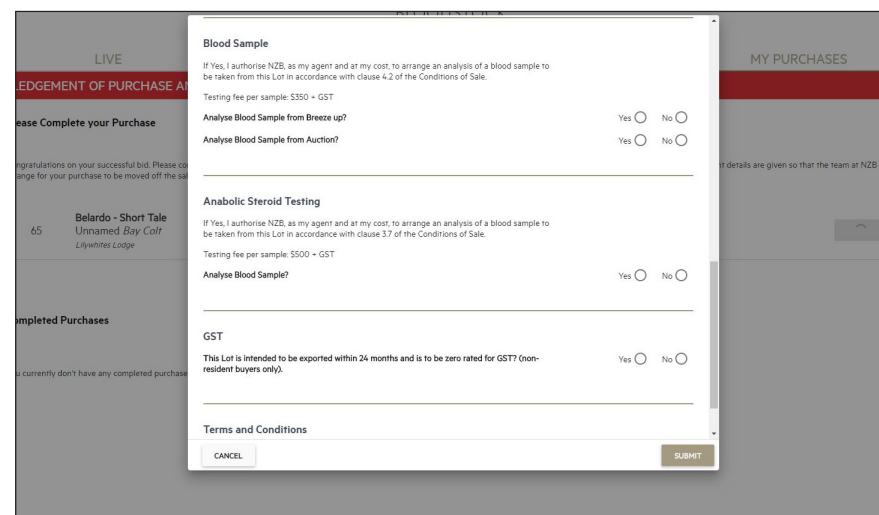 LIVE
MY PURCHASES
LEDGEMENT OF PURCHASE
ease Complete your Purchase
ngratulations on your successful bid. Please
ange for your purchase to be moved off the
nt details are given so that the team at NZB
65
Belardo - Short Tale
Unnamed Bay Colt
Lilywhites Lodge
mpleted Purchases
u currently don't have any completed purchase
Blood Sample
If Yes, I authorise NZB, as my agent and at my cost, to arrange an analysis of a blood sample to
be taken from this Lot in accordance with clause 4.2 of the Conditions of Sale.
Testing fee per sample: $350 + GST
Analyse Blood Sample from Breeze up? Yes No
Analyse Blood Sample from Auction? Yes No
Anabolic Steroid Testing
If Yes, I authorise NZB, as my agent and at my cost, to arrange an analysis of a blood sample to
be taken from this Lot in accordance with clause 3.7 of the Conditions of Sale.
Testing fee per sample: $500 + GST
Analyse Blood Sample? Yes No
GST
This Lot is intended to be exported within 24 months and is to be zero rated for GST? (non-
resident buyers only). Yes No
Terms and Conditions
CANCEL
SUBMIT